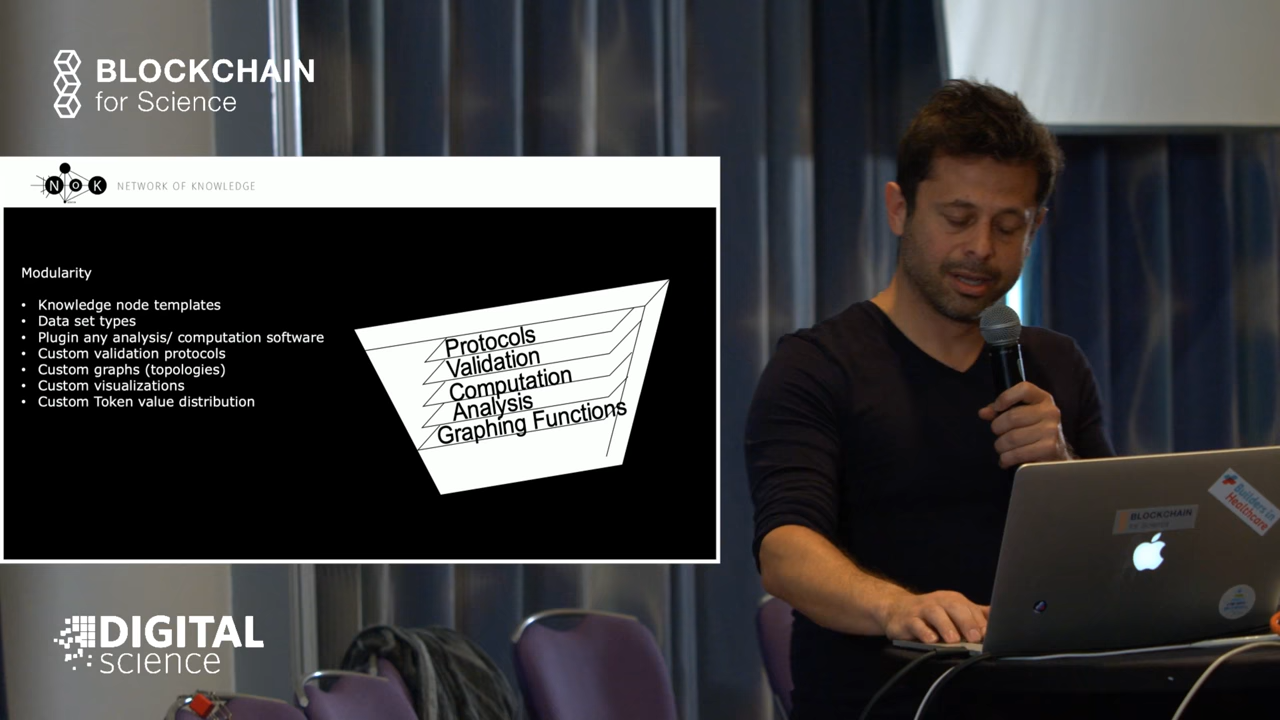 BLOCKCHAIN
for Science
NOK NETWORK OF KNOWLEDGE
Modularity
• Knowledge node templates
• Data set types
• Plugin any analysis/ computation software
• Custom validation protocols
• Custom graphs (topologies)
• Custom visualizations
• Custom Token value distribution
Protocols
Validation
Computation
Analysis
Graphing Functions
DIGITAL
science
BLOCKCHAIN
for Science
Builders in
Healthcare